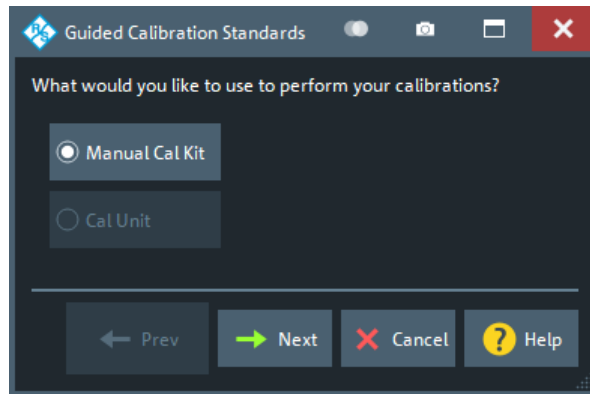 Guided Calibration Standards
What would you like to use to perform your calibrations?
Manual Cal Kit
Cal Unit
Prev Next Cancel ? Help